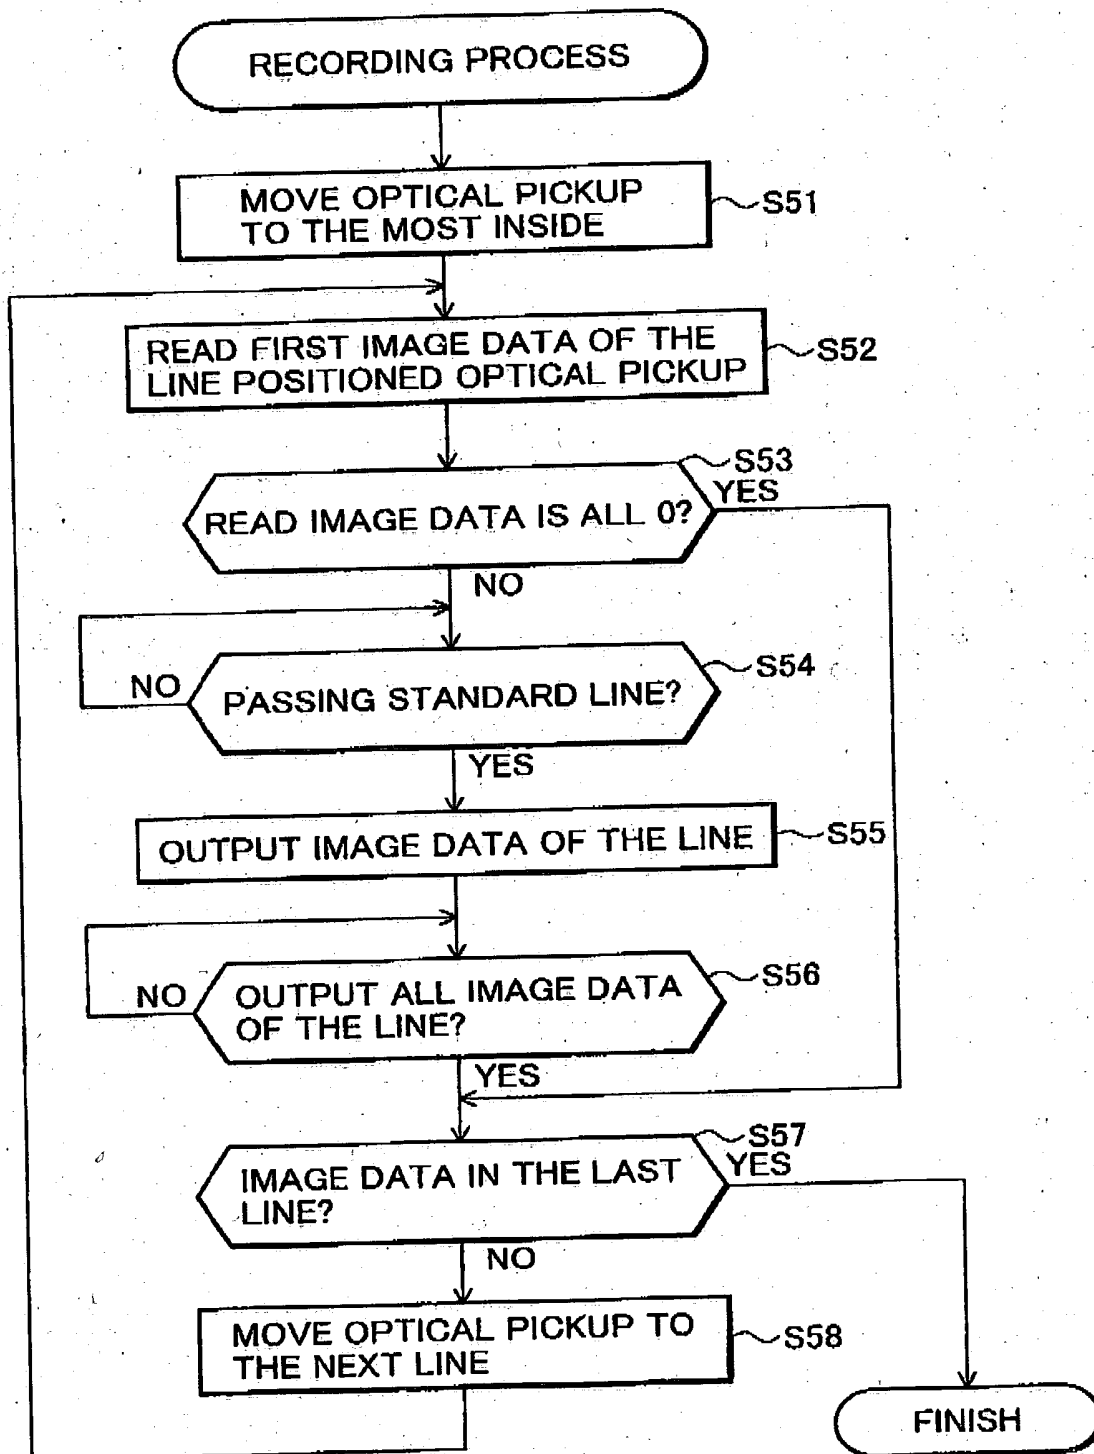 RECORDING PROCESS
MOVE OPTICAL PICKUP
TO THE MOST INSIDE
S51
READ FIRST IMAGE DATA OF THE
LINE POSITIONED OPTICAL PICKUP
S52
S53
READ IMAGE DATA IS ALL 0?
YES
NO
S54
PASSING STANDARD LINE?
NO
YES
OUTPUT IMAGE DATA OF THE LINE
S55
S56
OUTPUT ALL IMAGE DATA
OF THE LINE?
NO
YES
S57
IMAGE DATA IN THE LAST
LINE?
YES
NO
MOVE OPTICAL PICKUP TO
THE NEXT LINE
S58
FINISH